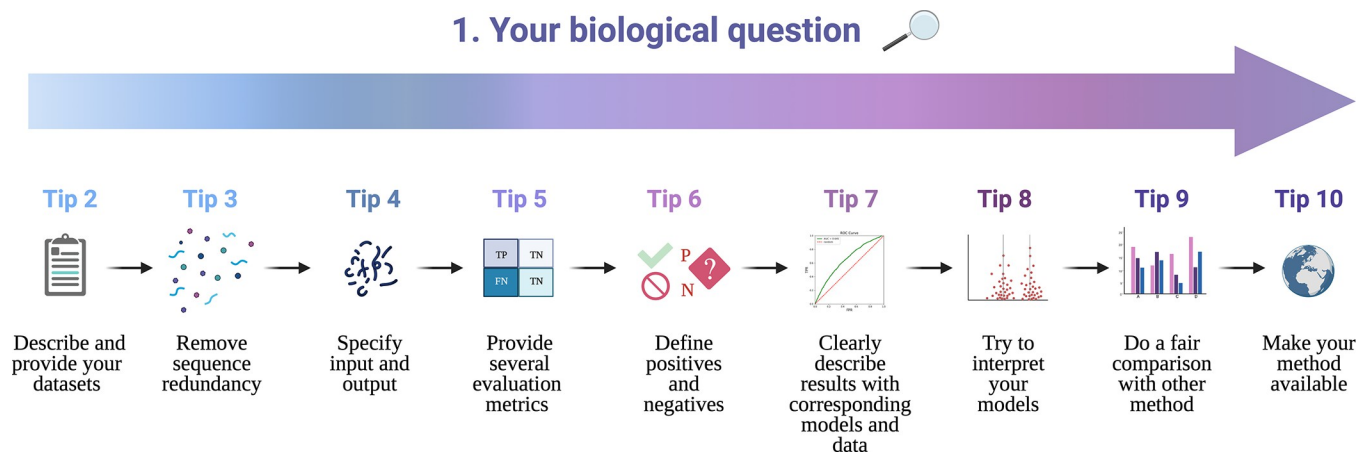 1. Your biological question
Tip 2
Tip 3
Tip 4
Tip 5
Tip 6
Tip 7
Tip 8
Tip 9
Tip 10
TP
TN
FN
TN
P
N
?
ROC Curve
A
B
C
D
Describe and
provide your
datasets
Remove
sequence
redundancy
Specify
input and
output
Provide
several
evaluation
metrics
Define
positives
and
negatives
Clearly
describe
results with
corresponding
models and
data
Try to
interpret
your
models
Do a fair
comparison
with other
method
Make your
method
available